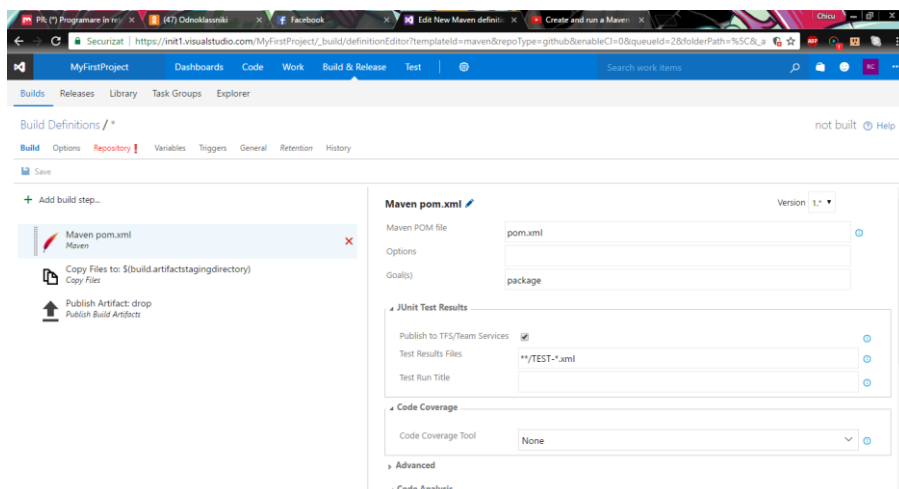 PR: (*) Programare în re
(47) Odnoklassniki
Facebook
Edit New Maven definiti
Create and run a Maven
Chicu
Securizat | https://init1.visualstudio.com/MyFirstProject/_build/definitionEditor?templateId=maven&repoType=github&enableCI=0&queueId=2&folderPath=%5C&_a
MyFirstProject Dashboards Code Work Build & Release Test Search work items RC
Builds Releases Library Task Groups Explorer
Build Definitions / * not built Help
Build Options Repository ! Variables Triggers General Retention History
Save
+ Add build step...
Maven pom.xml
Maven
Copy Files to: $(build.artifactstagingdirectory)
Copy Files
Publish Artifact: drop
Publish Build Artifacts
Maven pom.xml Version 1.*
Maven POM file pom.xml
Options
Goal(s) package
JUnit Test Results
Publish to TFS/Team Services
Test Results Files **/TEST-*.xml
Test Run Title
Code Coverage
Code Coverage Tool None
Advanced
Code Analysis